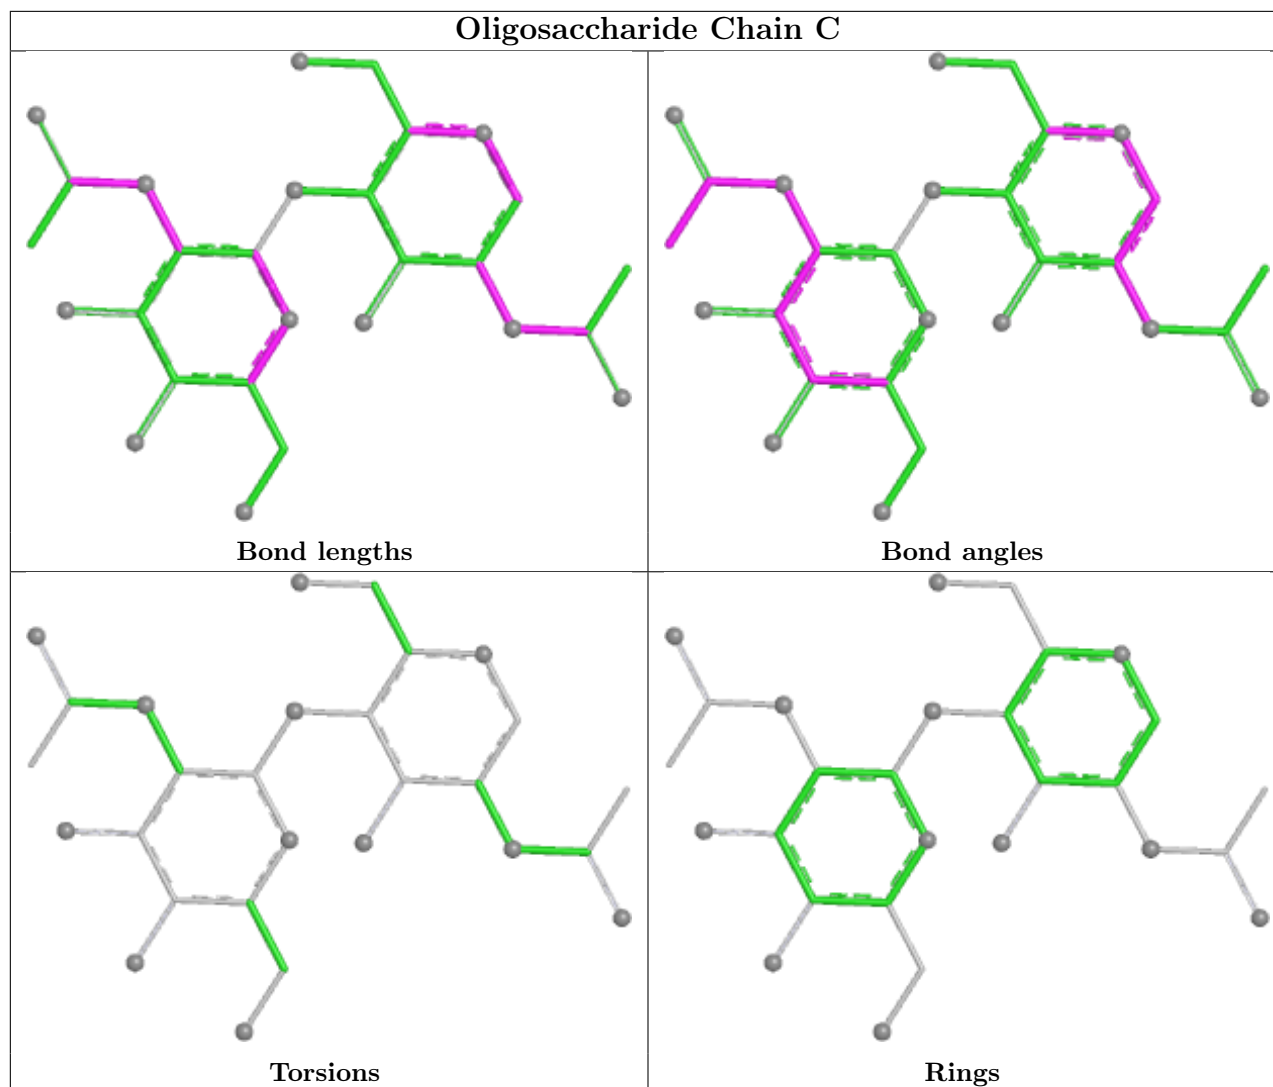 Oligosaccharide Chain C
Bond lengths
Bond angles
Torsions
Rings